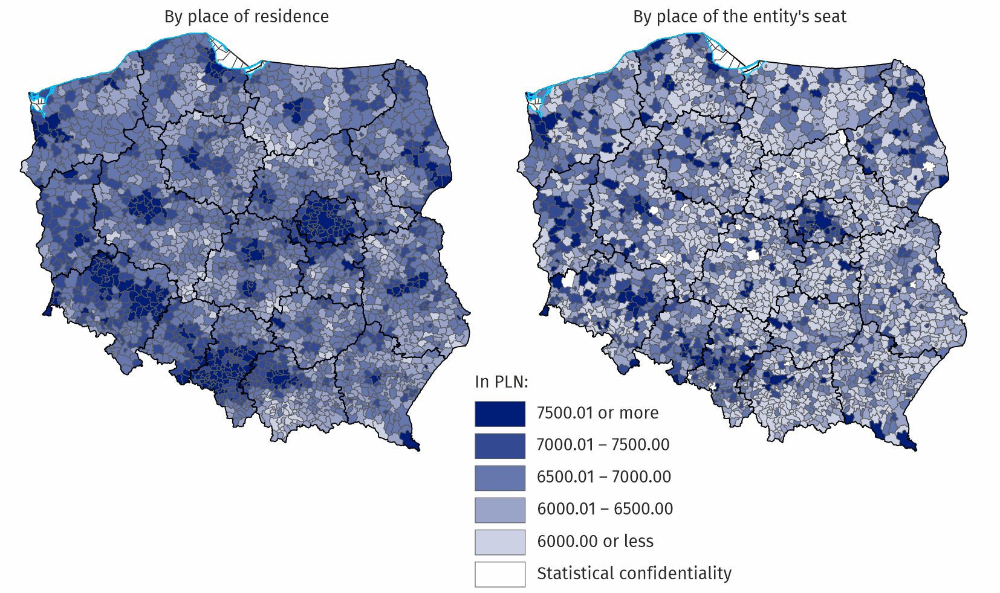 By place of residence
By place of the entity's seat
In PLN:
7500.01 or more
7000.01 – 7500.00
6500.01 – 7000.00
6000.01 – 6500.00
6000.00 or less
Statistical confidentiality